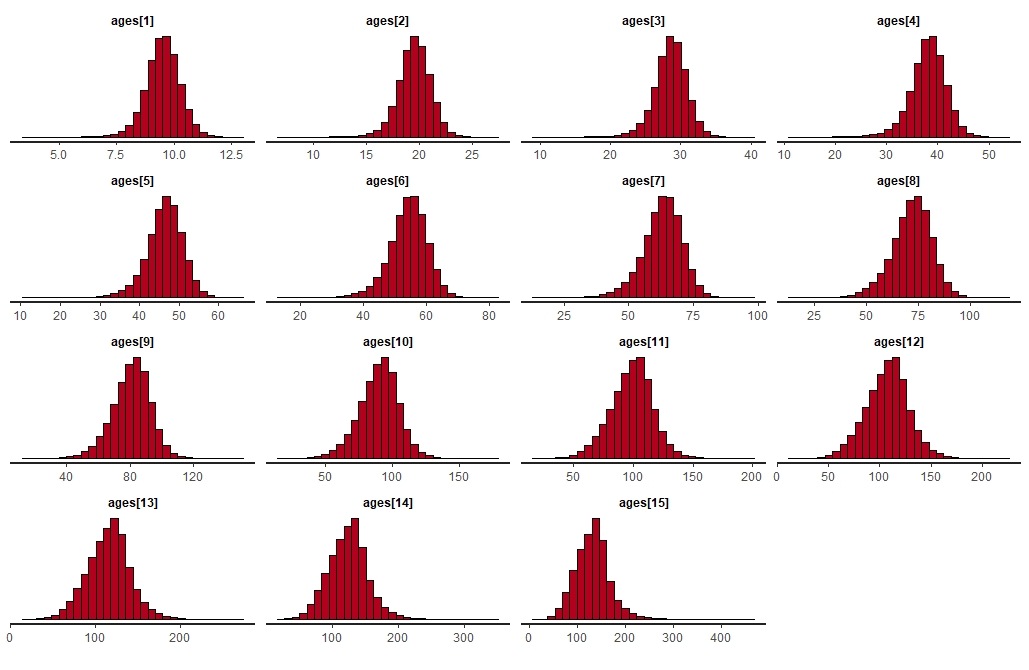 ages[1] ages[2] ages[3] ages[4]
5.0 7.5 10.0 12.5 10 15 20 25 10 20 30 40 10 20 30 40 50
ages[5] ages[6] ages[7] ages[8]
10 20 30 40 50 60 20 40 60 80 25 50 75 100 25 50 75 100
ages[9] ages[10] ages[11] ages[12]
40 80 120 50 100 150 50 100 150 200 0 50 100 150 200
ages[13] ages[14] ages[15]
0 100 200 100 200 300 0 100 200 300 400